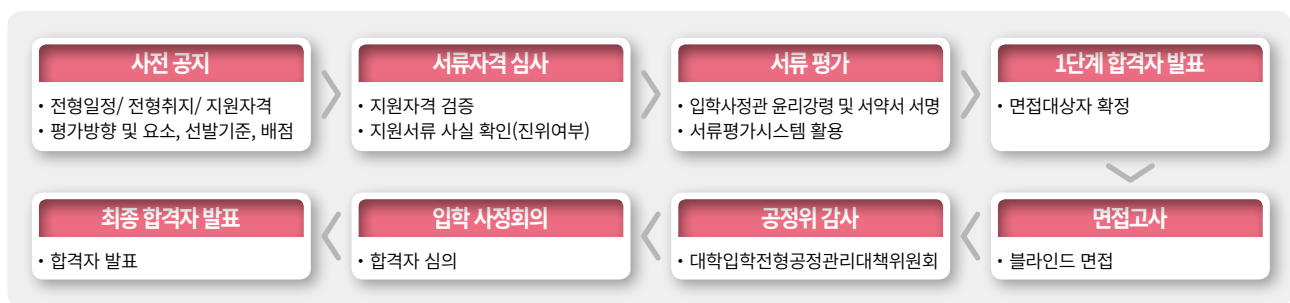 사전 공지
• 전형일정/ 전형취지/ 지원자격
• 평가방향 및 요소, 선발기준, 배점
서류자격 심사
• 지원자격 검증
• 지원서류 사실 확인(진위여부)
서류 평가
• 입학사정관 윤리강령 및 서약서 서명
• 서류평가시스템 활용
1단계 합격자 발표
• 면접대상자 확정
면접고사
• 블라인드 면접
공정위 감사
• 대학입학전형공정관리대책위원회
입학 사정회의
• 합격자 심의
최종 합격자 발표
• 합격자 발표